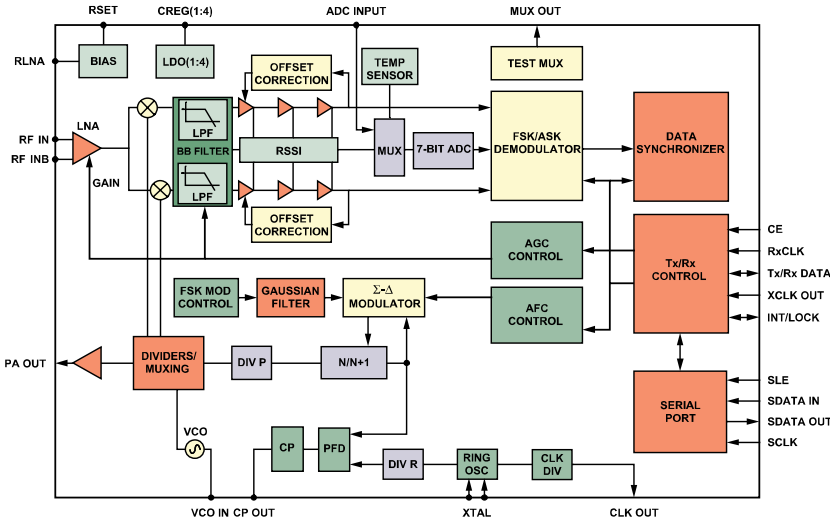 RSET
CREG(1:4)
ADC INPUT
MUX OUT
RLNA
BIAS
LDO(1:4)
OFFSET
CORRECTION
TEMP
SENSOR
TEST MUX
LNA
RF IN
RF INB
GAIN
LPF
BB FILTER
LPF
RSSI
MUX
7-BIT ADC
FSK/ASK
DEMODULATOR
DATA
SYNCHRONIZER
OFFSET
CORRECTION
AGC
CONTROL
Tx/Rx
CONTROL
CE
RxCLK
Tx/Rx DATA
XCLK OUT
INT/LOCK
FSK MOD
CONTROL
GAUSSIAN
FILTER
Σ-Δ
MODULATOR
AFC
CONTROL
PA OUT
DIVIDERS/
MUXING
DIV P
N/N+1
SERIAL
PORT
SLE
SDATA IN
SDATA OUT
SCLK
VCO
CP
PFD
DIV R
RING
OSC
CLK
DIV
VCO IN
CP OUT
XTAL
CLK OUT